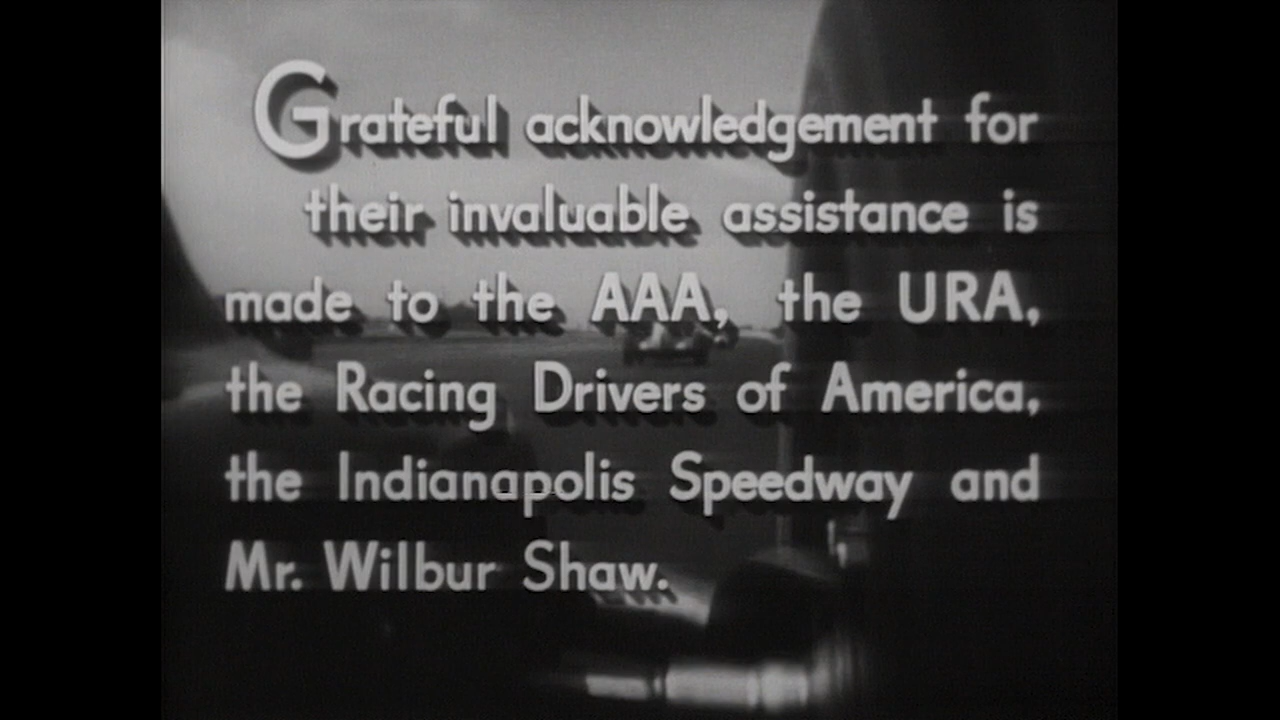 Grateful acknowledgement for
their invaluable assistance is
made to the AAA, the URA,
the Racing Drivers of America,
the Indianapolis Speedway and
Mr. Wilbur Shaw.